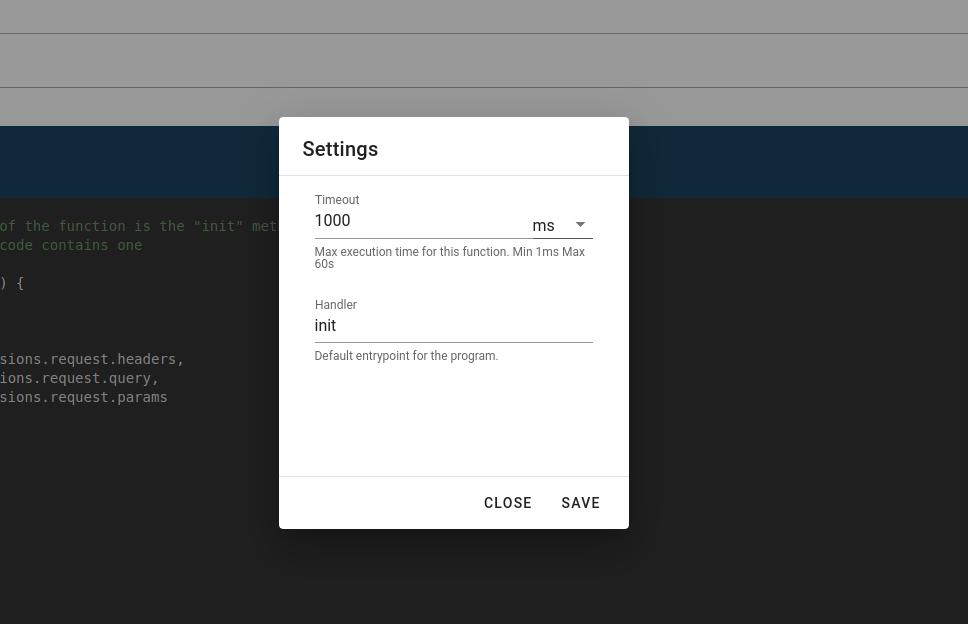 Settings
Timeout
1000
ms
Max execution time for this function. Min 1ms Max
60s
Handler
init
Default entrypoint for the program.
CLOSE
SAVE
of the function is the "init" met
code contains one
) {
sions.request.headers,
ions.request.query,
sions.request.params